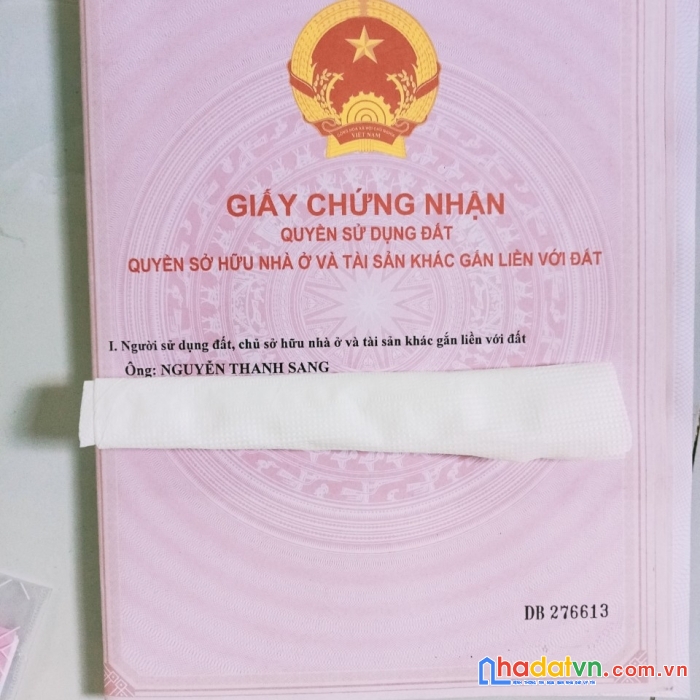 VIỆT NAM
GIẤY CHỨNG NHẬN
QUYỀN SỬ DỤNG ĐẤT
QUYỀN SỞ HỮU NHÀ Ở VÀ TÀI SẢN KHÁC GẮN LIỀN VỚI ĐẤT
I. Người sử dụng đất, chủ sở hữu nhà ở và tài sản khác gắn liền với đất
Ông: NGUYỄN THANH SANG
DB 276613
nhadatvn.com.vn